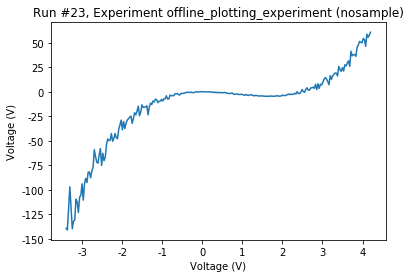 Run #23, Experiment offline_plotting_experiment (nosample)
50
25
0
-25
-50
-75
-100
-125
-150
Voltage (V)
-3 -2 -1 0 1 2 3 4
Voltage (V)